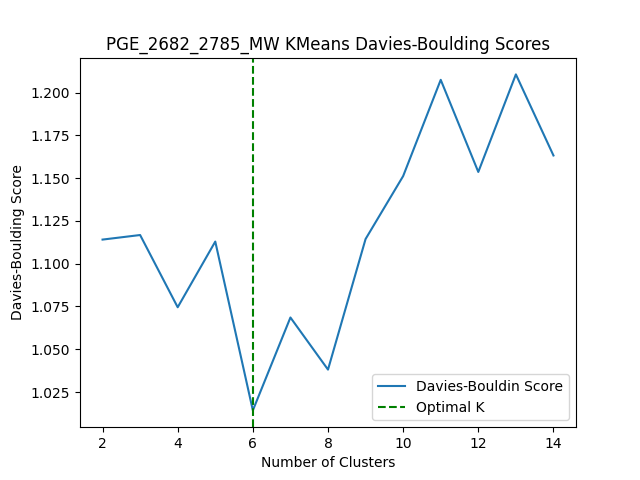 PGE_2682_2785_MW KMeans Davies-Boulding Scores
1.200
1.175
1.150
1.125
1.100
1.075
1.050
1.025
Davies-Boulding Score
2 4 6 8 10 12 14
Number of Clusters
Davies-Bouldin Score
Optimal K